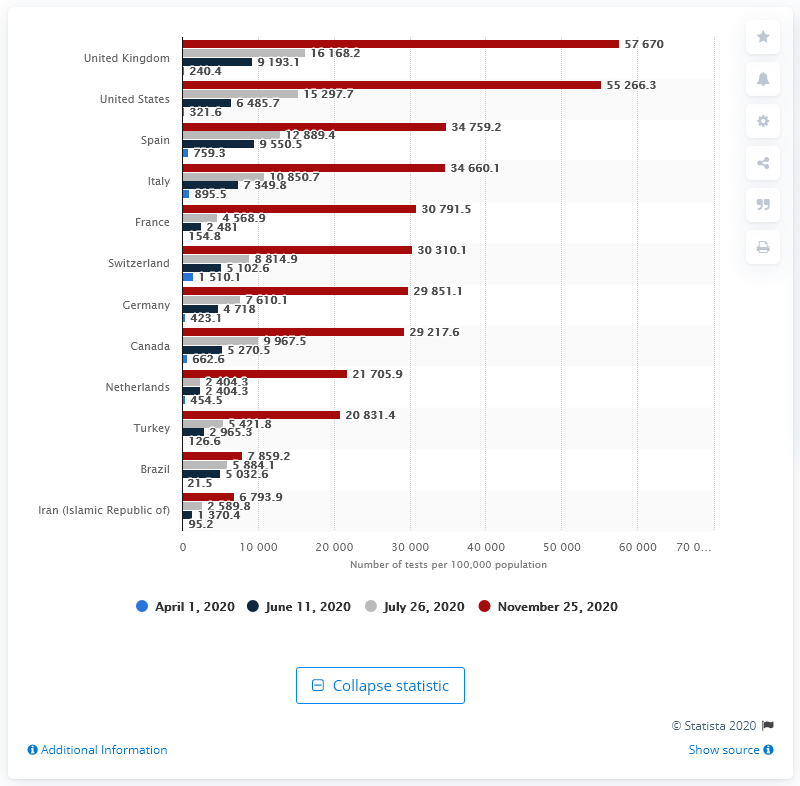 57 670
16 168.2
United Kingdom
9 193.1
240.4
55 266.3
15 297.7
United States
6 485.7
321.6
34 759.2
12 889.4
Spain
9 550.5
759.3
34 660.1
10 850.7
Italy
7 349.8
895.5
30 791.5
4 568.9
France
2 481
154.8
30 310.1
8 814.9
Switzerland
5 102.6
1 510.1
29 851.1
7 610.1
Germany
4 718
423.1
29 217.6
9 967.5
Canada
5 270.5
662.6
21 705.9
2 404.3
Netherlands
2 404.3
454.5
20 831.4
5 421.8
Turkey
2 965.3
126.6
7 859.2
5 884.1
Brazil
5 032.6
21.5
6 793.9
2 589.8
Iran (Islamic Republic of)
1 370.4
95.2
0 10 000 20 000 30 000 40 000 50 000 60 000 70 0…
Number of tests per 100,000 population
April 1, 2020 June 11, 2020 July 26, 2020 November 25, 2020
Collapse statistic
© Statista 2020
Additional Information Show source